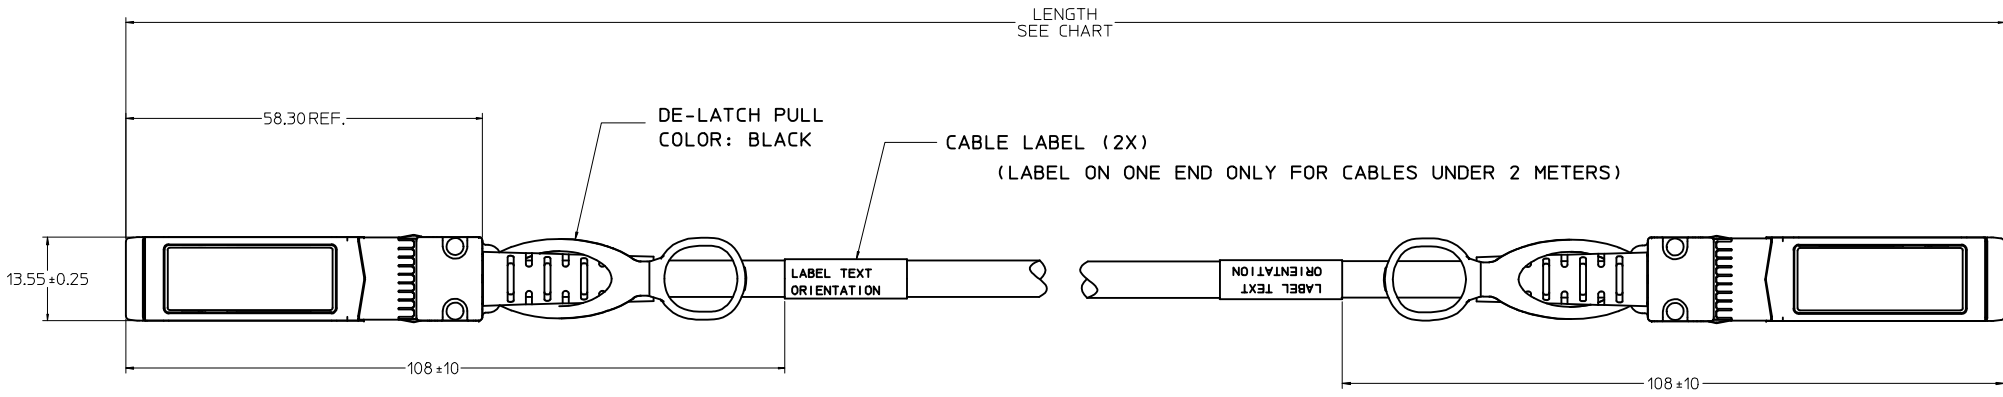 LENGTH
SEE CHART
58.30 REF.
DE-LATCH PULL
COLOR: BLACK
CABLE LABEL (2X)
(LABEL ON ONE END ONLY FOR CABLES UNDER 2 METERS)
13.55±0.25
LABEL TEXT
ORIENTATION
LABEL TEXT
ORIENTATION
108±10
108±10